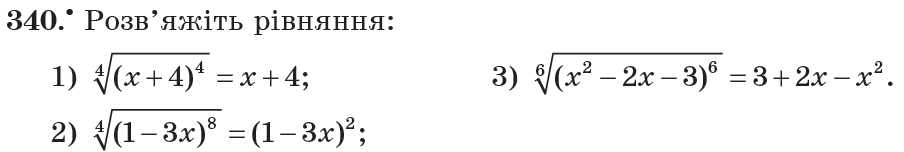 340.• Розв’яжіть рівняння:
1) ⁴√(x + 4)⁴ = x + 4; 3) ⁶√(x² − 2x − 3)⁶ = 3 + 2x − x².
2) ⁴√(1 − 3x)⁸ = (1 − 3x)²;